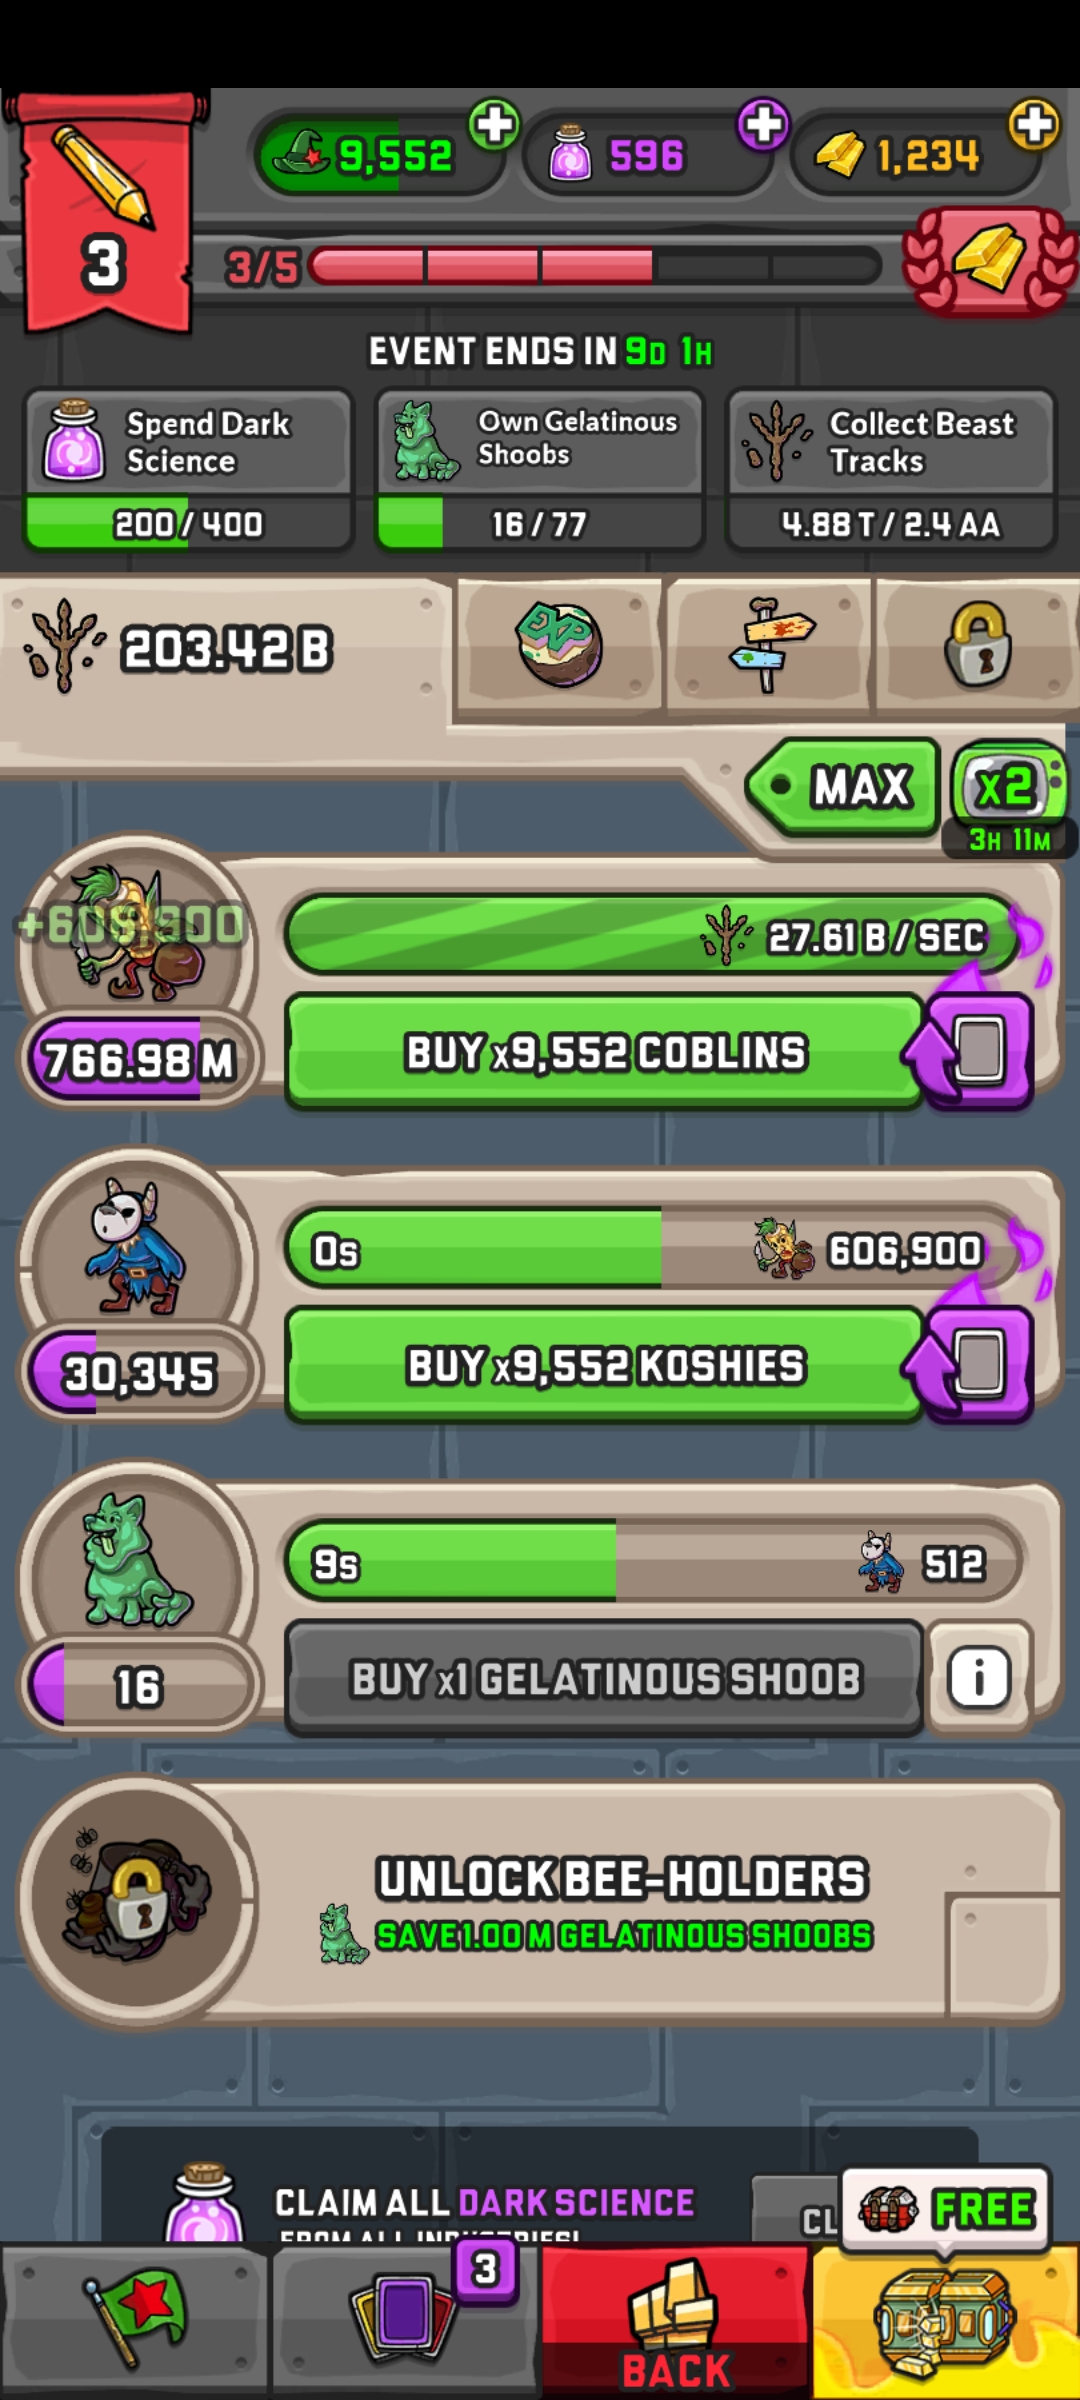 9,552
596
1,234
3
3/5
EVENT ENDS IN 9D 1H
Spend Dark
Science
200 / 400
Own Gelatinous
Shoobs
16 / 77
Collect Beast
Tracks
4.88 T / 2.4 AA
203.42 B
EXP
MAX
x2
3H 11M
27.61 B / SEC
766.98 M
BUY x9,552 COBLINS
0s
606,900
30,345
BUY x9,552 KOSHIES
9s
512
16
BUY x1 GELATINOUS SHOOB
i
UNLOCK BEE-HOLDERS
SAVE 1.00 M GELATINOUS SHOOBS
CLAIM ALL DARK SCIENCE
FROM ALL INDUSTRIES!
CL
FREE
3
BACK